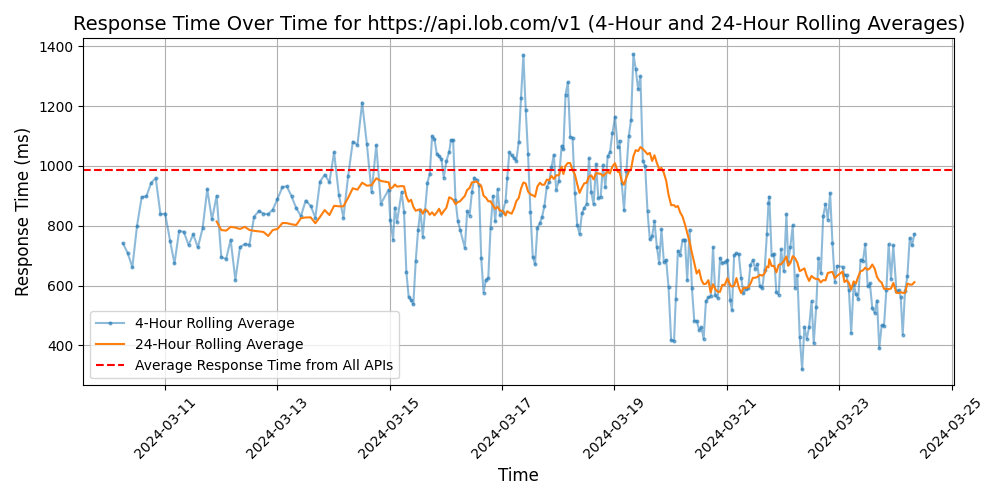 Response Time Over Time for https://api.lob.com/v1 (4-Hour and 24-Hour Rolling Averages)
Response Time (ms)
1400
1200
1000
800
600
400
4-Hour Rolling Average
24-Hour Rolling Average
Average Response Time from All APIs
2024-03-11
2024-03-13
2024-03-15
2024-03-17
2024-03-19
2024-03-21
2024-03-23
2024-03-25
Time